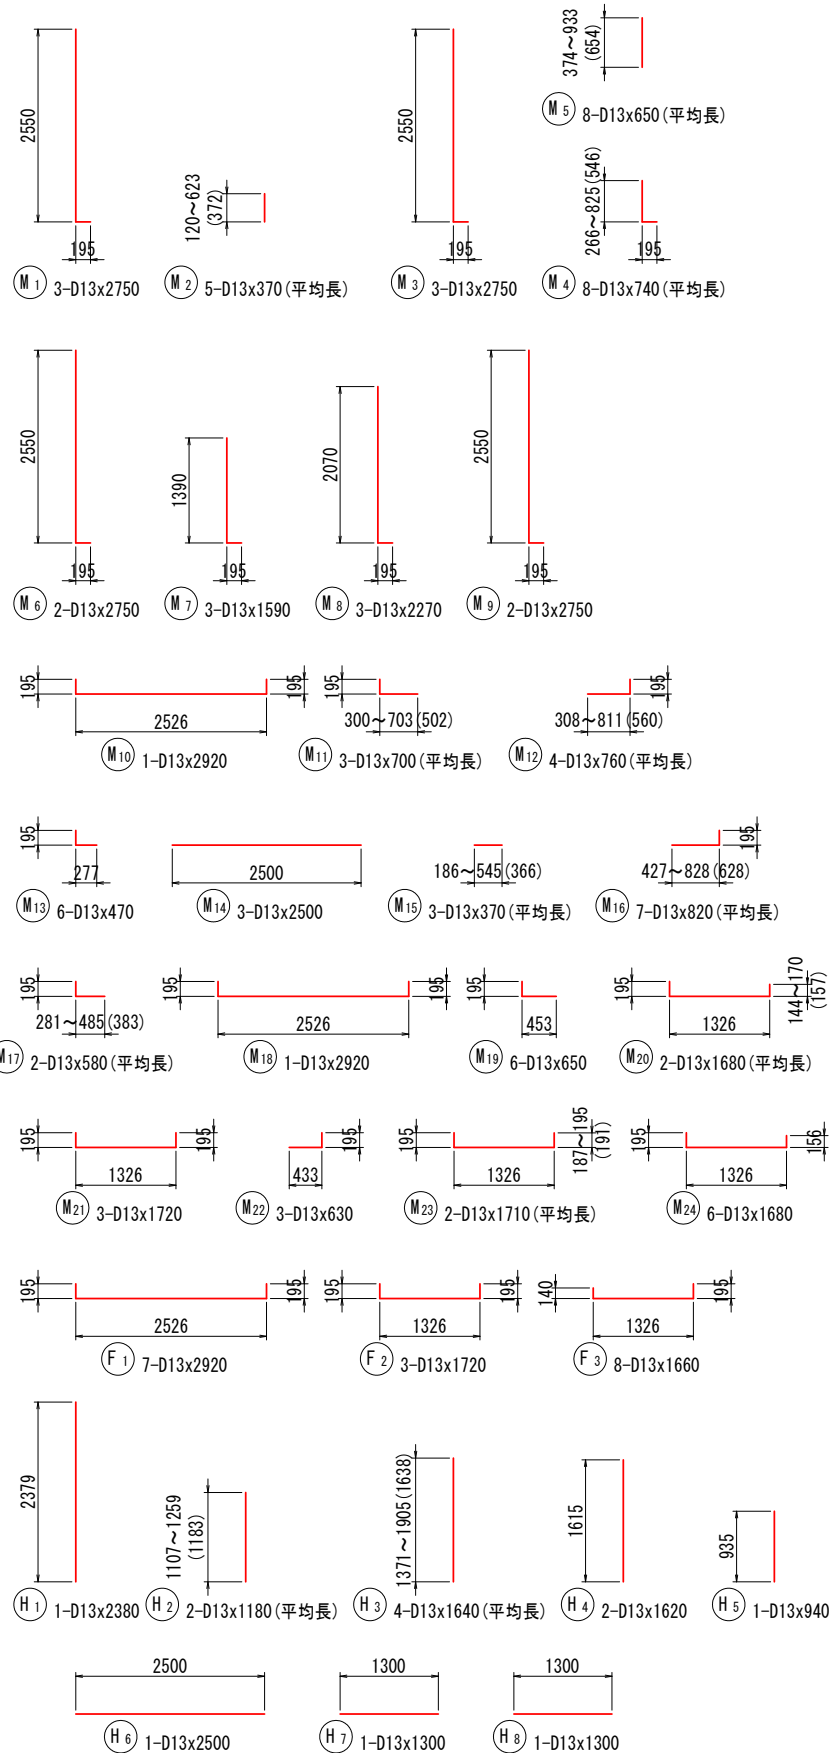 2550
195
M1 3-D13x2750
120~623
(372)
M2 5-D13x370(平均長)
2550
195
M3 3-D13x2750
374~933
(654)
M5 8-D13x650(平均長)
266~825(546)
195
M4 8-D13x740(平均長)
2550
195
M6 2-D13x2750
1390
195
M7 3-D13x1590
2070
195
M8 3-D13x2270
2550
195
M9 2-D13x2750
195
195
2526
M10 1-D13x2920
195
300~703(502)
M11 3-D13x700(平均長)
195
308~811(560)
M12 4-D13x760(平均長)
195
277
M13 6-D13x470
2500
M14 3-D13x2500
186~545(366)
M15 3-D13x370(平均長)
195
427~828(628)
M16 7-D13x820(平均長)
195
281~485(383)
M17 2-D13x580(平均長)
195
195
2526
M18 1-D13x2920
195
453
M19 6-D13x650
195
144~170
(157)
1326
M20 2-D13x1680(平均長)
195
195
1326
M21 3-D13x1720
195
433
M22 3-D13x630
195
187~195
(191)
1326
M23 2-D13x1710(平均長)
195
156
1326
M24 6-D13x1680
195
195
2526
F1 7-D13x2920
195
195
1326
F2 3-D13x1720
140
195
1326
F3 8-D13x1660
2379
H1 1-D13x2380
1107~1259
(1183)
H2 2-D13x1180(平均長)
1371~1905(1638)
H3 4-D13x1640(平均長)
1615
H4 2-D13x1620
935
H5 1-D13x940
2500
H6 1-D13x2500
1300
H7 1-D13x1300
1300
H8 1-D13x1300